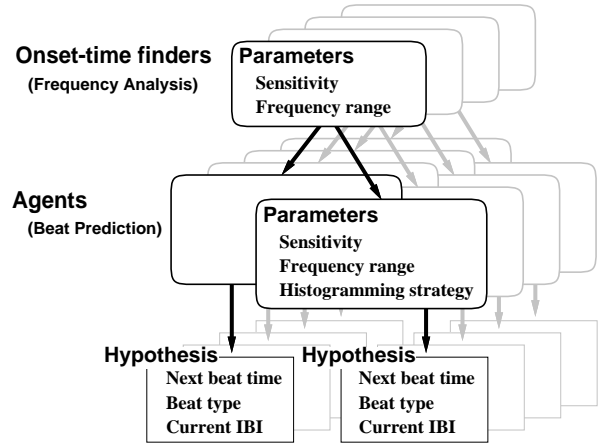 Onset-time finders
(Frequency Analysis)
Parameters
Sensitivity
Frequency range
Agents
(Beat Prediction)
Parameters
Sensitivity
Frequency range
Histogramming strategy
Hypothesis
Next beat time
Beat type
Current IBI
Hypothesis
Next beat time
Beat type
Current IBI